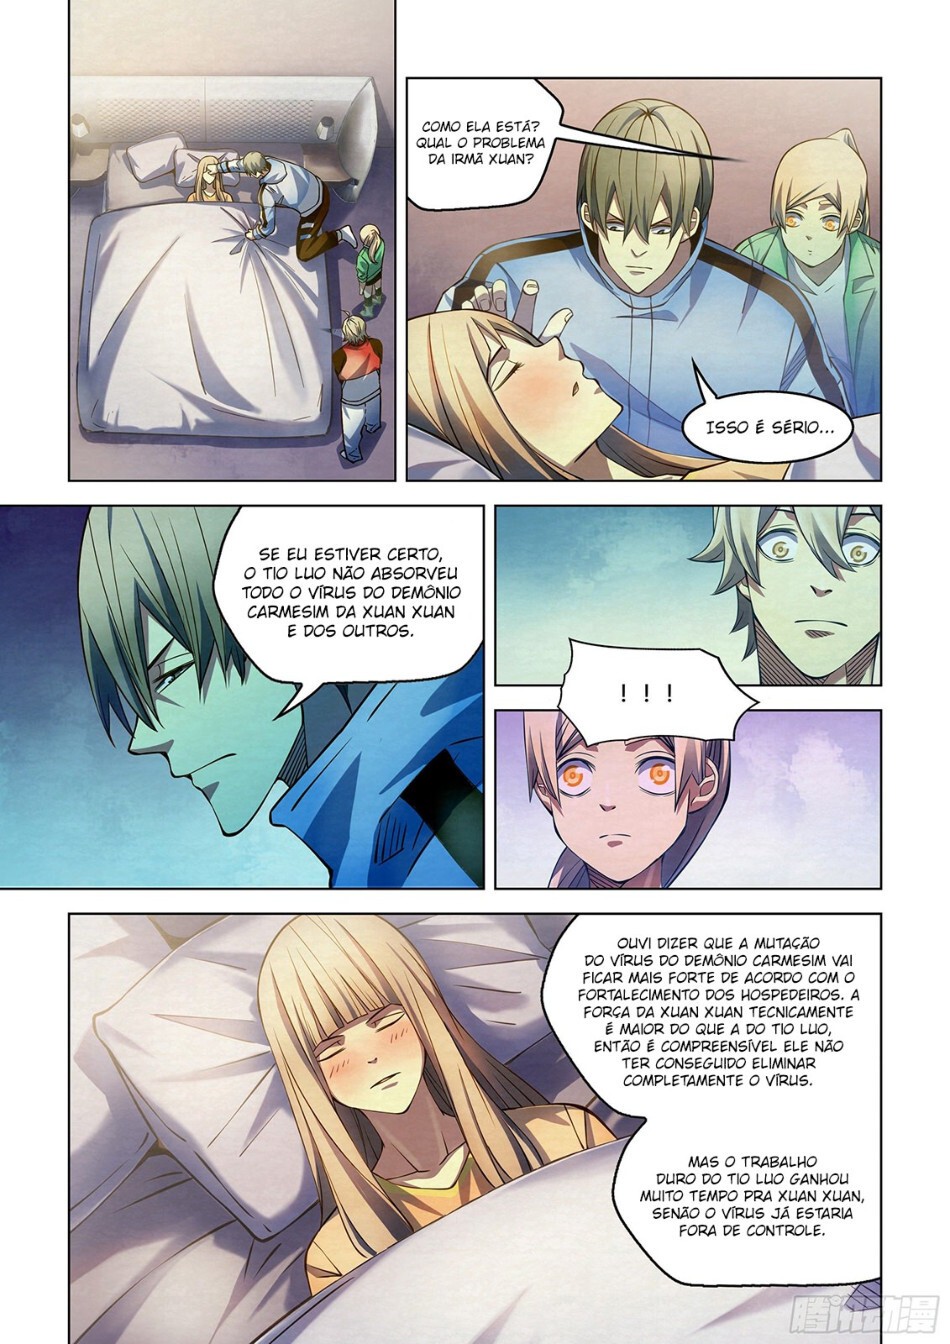 COMO ELA ESTÁ?
QUAL O PROBLEMA
DA IRMÃ XUAN?
ISSO É SÉRIO...
SE EU ESTIVER CERTO,
O TIO LUO NÃO ABSORVEU
TODO O VÍRUS DO DEMÔNIO
CARMESIM DA XUAN XUAN
E DOS OUTROS.
! ! !
OUVI DIZER QUE A MUTAÇÃO
DO VÍRUS DO DEMÔNIO CARMESIM VAI
FICAR MAIS FORTE DE ACORDO COM O
FORTALECIMENTO DOS HOSPEDEIROS. A
FORÇA DA XUAN XUAN TECNICAMENTE
É MAIOR DO QUE A DO TIO LUO,
ENTÃO É COMPREENSÍVEL ELE NÃO
TER CONSEGUIDO ELIMINAR
COMPLETAMENTE O VÍRUS.
MAS O TRABALHO
DURO DO TIO LUO GANHOU
MUITO TEMPO PRA XUAN XUAN,
SENÃO O VÍRUS JÁ ESTARIA
FORA DE CONTROLE.
腾讯动漫